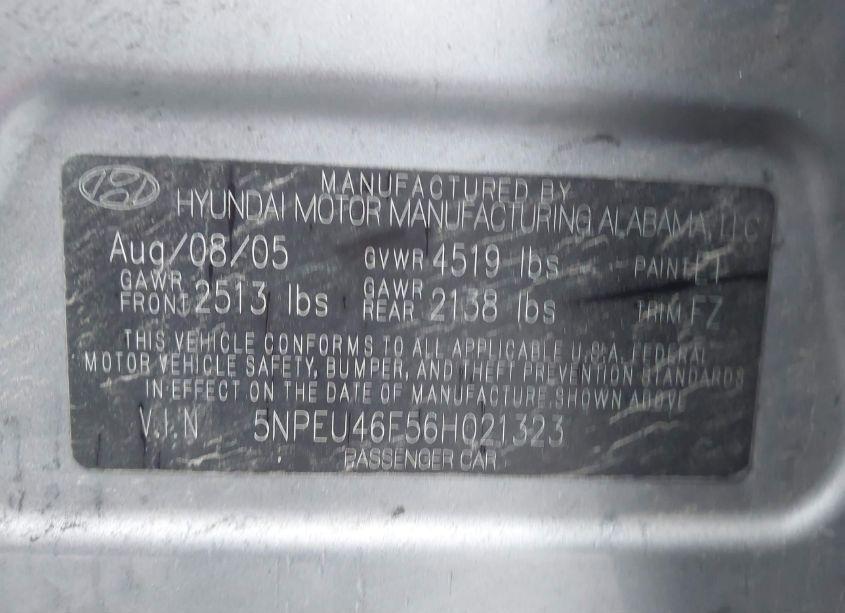 MANUFACTURED BY
HYUNDAI MOTOR MANUFACTURING ALABAMA, LLC
Aug/08/05 GVWR 4519 lbs PAINT
GAWR FRONT 2513 lbs GAWR REAR 2138 lbs TRIM FZ
THIS VEHICLE CONFORMS TO ALL APPLICABLE U.S.A. FEDERAL
MOTOR VEHICLE SAFETY, BUMPER, AND THEFT PREVENTION STANDARDS
IN EFFECT ON THE DATE OF MANUFACTURE SHOWN ABOVE
V.I.N 5NPEU46F56H021323
PASSENGER CAR